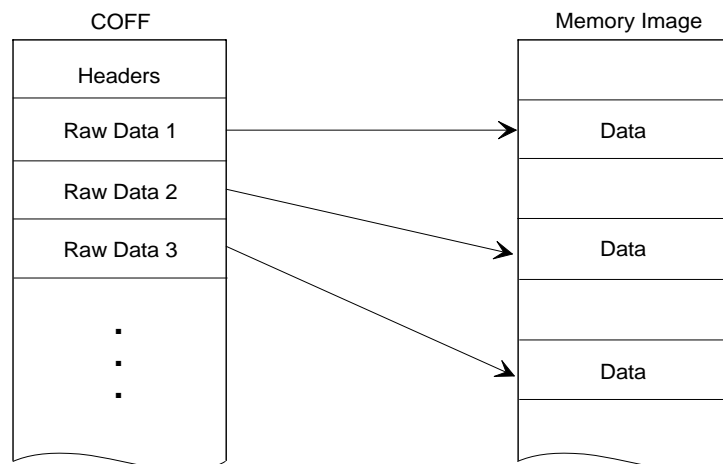 COFF
Memory Image
Headers
Raw Data 1
Data
Raw Data 2
Raw Data 3
Data
.
.
.
Data